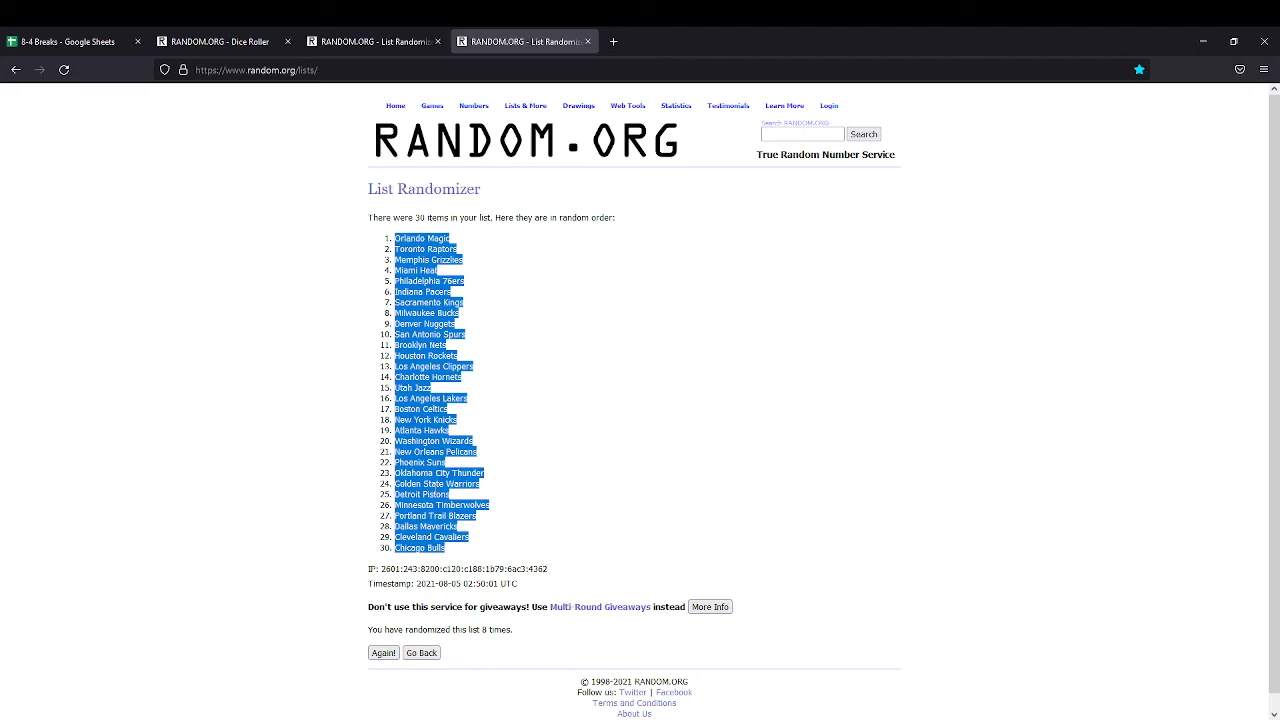 8-4 Breaks - Google Sheets
RANDOM.ORG - Dice Roller
RANDOM.ORG - List Randomiz
RANDOM.ORG - List Randomiz
https://www.random.org/lists/
Home Games Numbers Lists & More Drawings Web Tools Statistics Testimonials Learn More Login
RANDOM.ORG
Search RANDOM.ORG
Search
True Random Number Service
List Randomizer
There were 30 items in your list. Here they are in random order:
1. Orlando Magic
2. Toronto Raptors
3. Memphis Grizzlies
4. Miami Heat
5. Philadelphia 76ers
6. Indiana Pacers
7. Sacramento Kings
8. Milwaukee Bucks
9. Denver Nuggets
10. San Antonio Spurs
11. Brooklyn Nets
12. Houston Rockets
13. Los Angeles Clippers
14. Charlotte Hornets
15. Utah Jazz
16. Los Angeles Lakers
17. Boston Celtics
18. New York Knicks
19. Atlanta Hawks
20. Washington Wizards
21. New Orleans Pelicans
22. Phoenix Suns
23. Oklahoma City Thunder
24. Golden State Warriors
25. Detroit Pistons
26. Minnesota Timberwolves
27. Portland Trail Blazers
28. Dallas Mavericks
29. Cleveland Cavaliers
30. Chicago Bulls
IP: 2601:243:8200:c120:c188:1b79:6ac3:4362
Timestamp: 2021-08-05 02:50:01 UTC
Don't use this service for giveaways! Use Multi-Round Giveaways instead More Info
You have randomized this list 8 times.
Again! Go Back
© 1998-2021 RANDOM.ORG
Follow us: Twitter | Facebook
Terms and Conditions
About Us